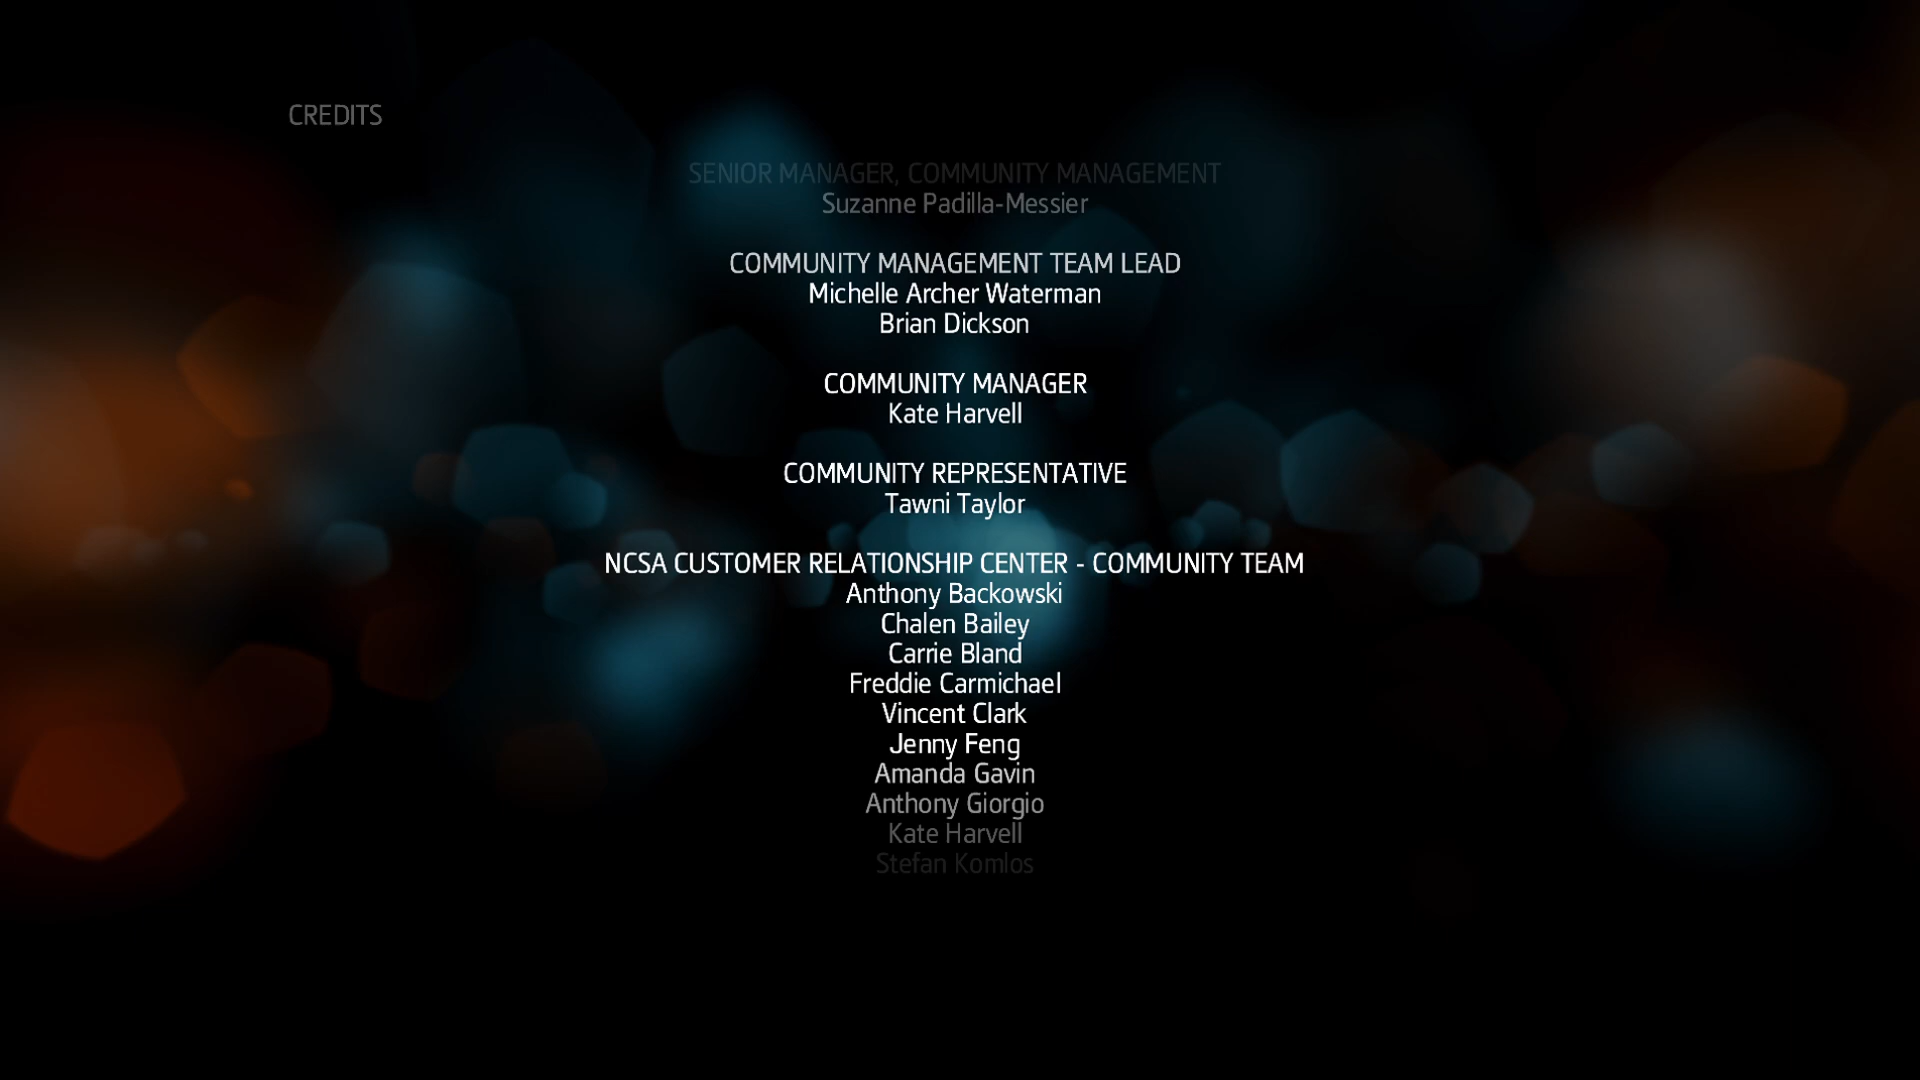 CREDITS
SENIOR MANAGER, COMMUNITY MANAGEMENT
Suzanne Padilla-Messier
COMMUNITY MANAGEMENT TEAM LEAD
Michelle Archer Waterman
Brian Dickson
COMMUNITY MANAGER
Kate Harvell
COMMUNITY REPRESENTATIVE
Tawni Taylor
NCSA CUSTOMER RELATIONSHIP CENTER - COMMUNITY TEAM
Anthony Backowski
Chalen Bailey
Carrie Bland
Freddie Carmichael
Vincent Clark
Jenny Feng
Amanda Gavin
Anthony Giorgio
Kate Harvell
Stefan Komlos